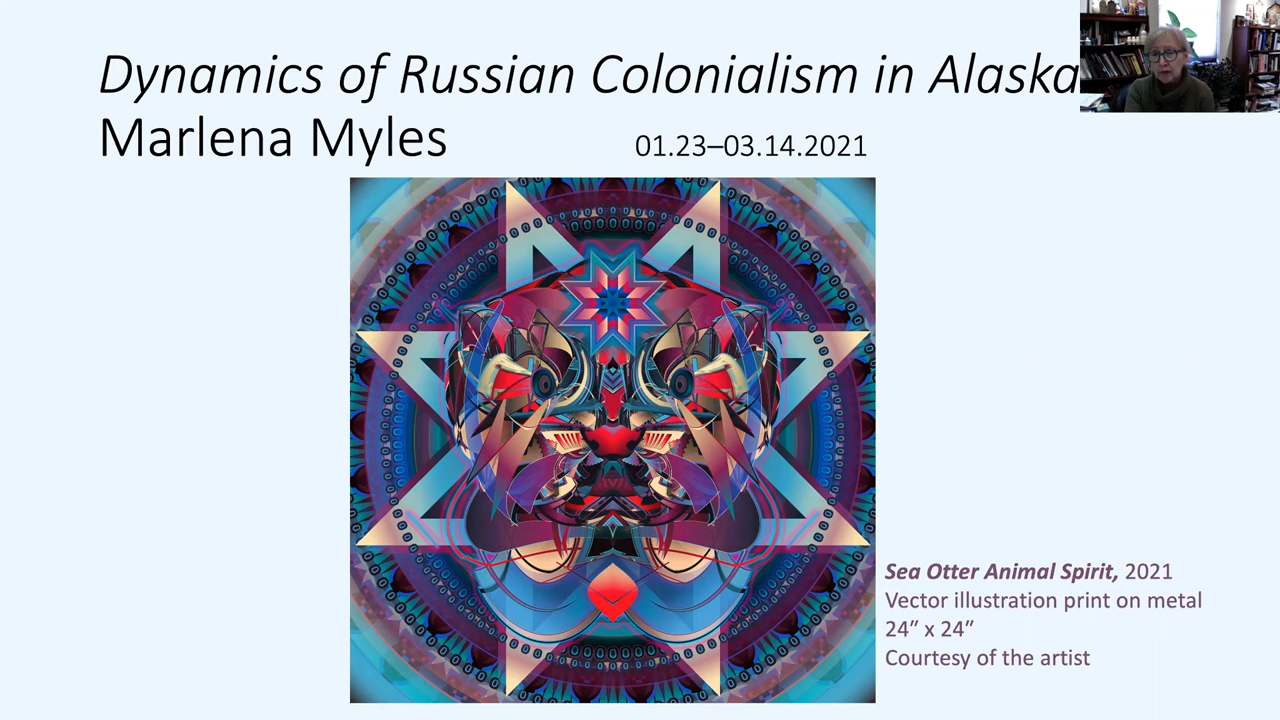 Dynamics of Russian Colonialism in Alaska
Marlena Myles 01.23–03.14.2021
Sea Otter Animal Spirit, 2021
Vector illustration print on metal
24” x 24”
Courtesy of the artist